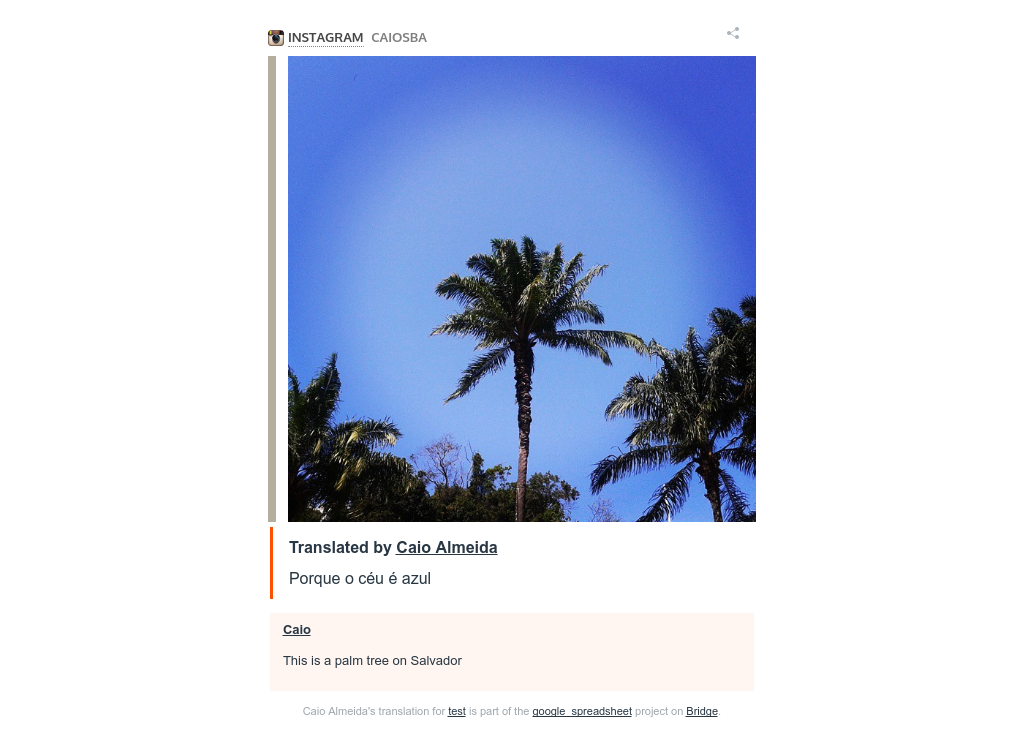 INSTAGRAM CAIOSBA
Translated by Caio Almeida
Porque o céu é azul
Caio
This is a palm tree on Salvador
Caio Almeida's translation for test is part of the google_spreadsheet project on Bridge.